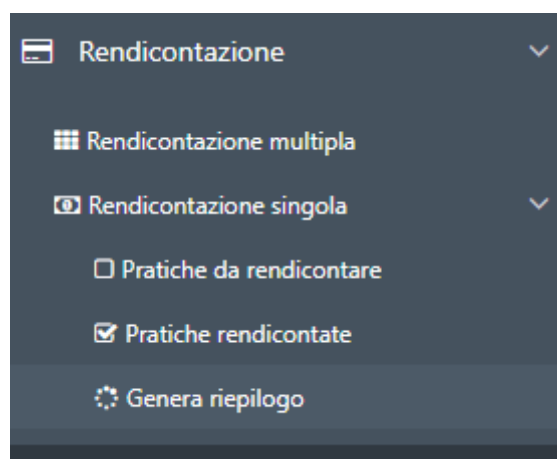 Rendicontazione
Rendicontazione multipla
Rendicontazione singola
Pratiche da rendicontare
Pratiche rendicontate
Genera riepilogo